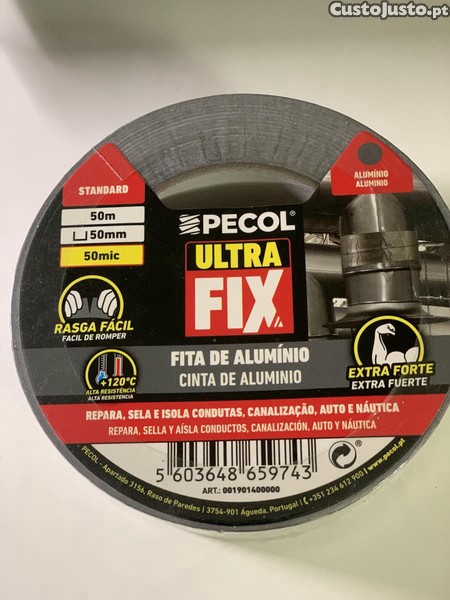 CustoJusto.pt
STANDARD
50m
50mm
50mic
PECOL®
ULTRA
FIX
ALUMÍNIO
ALUMINIO
RASGA FÁCIL
FACIL DE ROMPER
+120°C
ALTA RESISTÊNCIA
ALTA RESISTENCIA
FITA DE ALUMÍNIO
CINTA DE ALUMINIO
EXTRA FORTE
EXTRA FUERTE
REPARA, SELA E ISOLA CONDUTAS, CANALIZAÇÃO, AUTO E NÁUTICA
REPARA, SELLA Y AÍSLA CONDUCTOS, CANALIZACIÓN, AUTO Y NÁUTICA
5 603648 659743
ART.: 001901400000
PECOL - Apartado 3156, Raso de Paredes | 3754-901 Águeda, Portugal | +351 234 612 900 | www.pecol.pt